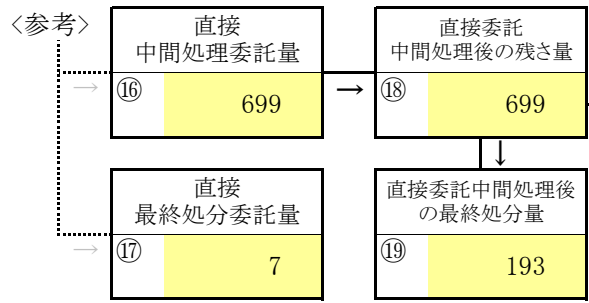 〈参考〉
直接
中間処理委託量
⑯ 699
→
→
直接委託
中間処理後の残さ量
⑱ 699
↓
直接
最終処分委託量
⑰ 7
→
直接委託中間処理後
の最終処分量
⑲ 193